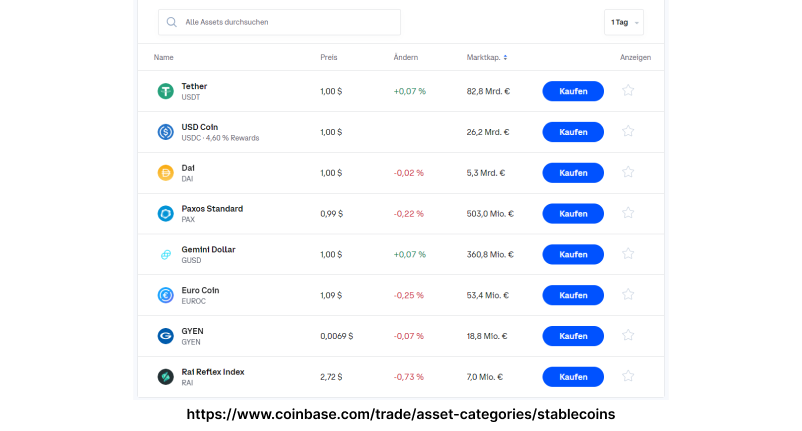 Alle Assets durchsuchen
1 Tag
Name Preis Ändern Marktkap. Anzeigen
Tether
USDT
1,00 $ +0,07 % 82,8 Mrd. € Kaufen
USD Coin
USDC · 4,60 % Rewards
1,00 $ 26,2 Mrd. € Kaufen
Dai
DAI
1,00 $ -0,02 % 5,3 Mrd. € Kaufen
Paxos Standard
PAX
0,99 $ -0,22 % 503,0 Mio. € Kaufen
Gemini Dollar
GUSD
1,00 $ +0,07 % 360,8 Mio. € Kaufen
Euro Coin
EUROC
1,09 $ -0,25 % 53,4 Mio. € Kaufen
GYEN
GYEN
0,0069 $ -0,07 % 18,8 Mio. € Kaufen
Rai Reflex Index
RAI
2,72 $ -0,73 % 7,0 Mio. € Kaufen
https://www.coinbase.com/trade/asset-categories/stablecoins